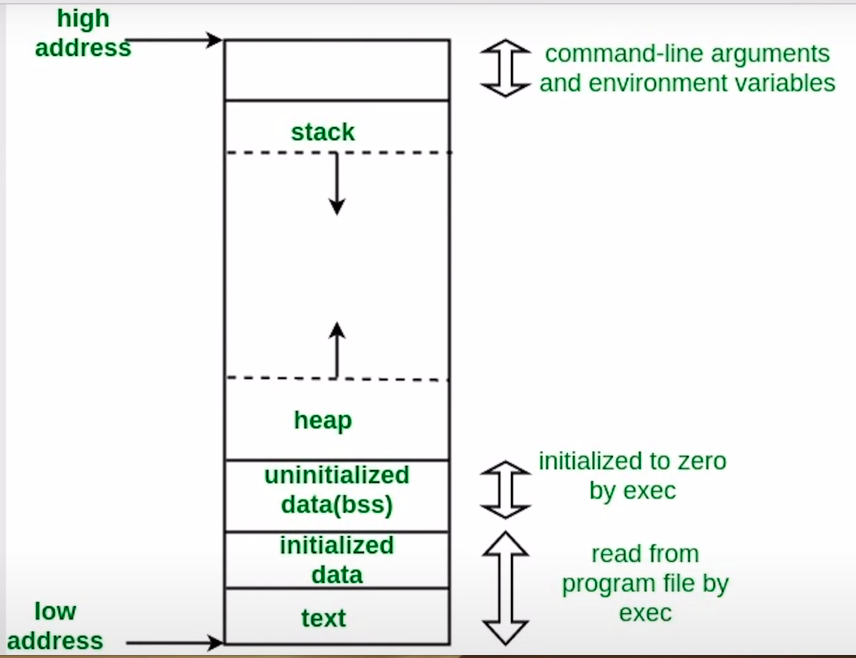 high
address
command-line arguments
and environment variables
stack
heap
uninitialized
data(bss)
initialized to zero
by exec
initialized
data
read from
program file by
exec
text
low
address